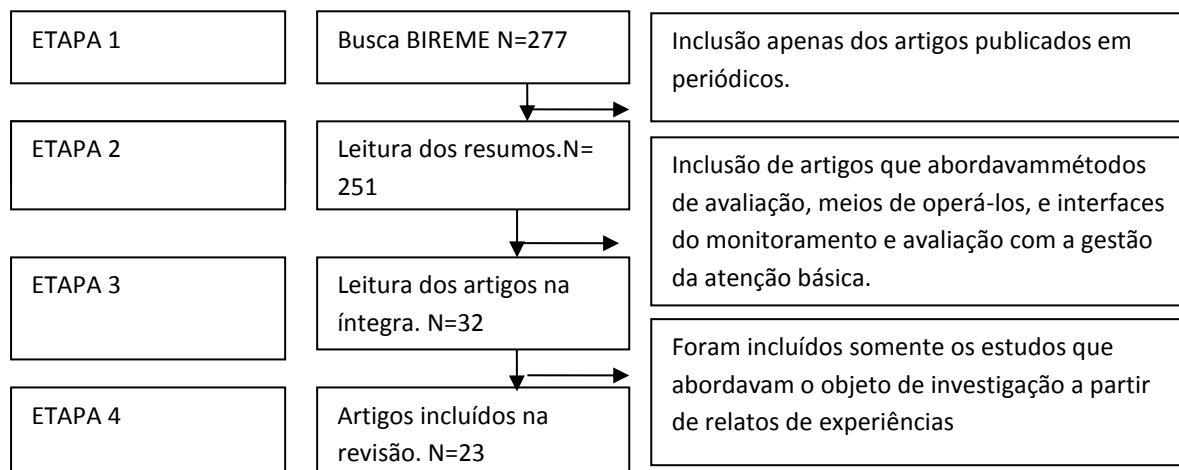 ETAPA 1
Busca BIREME N=277
Inclusão apenas dos artigos publicados em
periódicos.
ETAPA 2
Leitura dos resumos.N=
251
Inclusão de artigos que abordavammétodos
de avaliação, meios de operá-los, e interfaces
do monitoramento e avaliação com a gestão
da atenção básica.
ETAPA 3
Leitura dos artigos na
íntegra. N=32
Foram incluídos somente os estudos que
abordavam o objeto de investigação a partir
de relatos de experiências
ETAPA 4
Artigos incluídos na
revisão. N=23